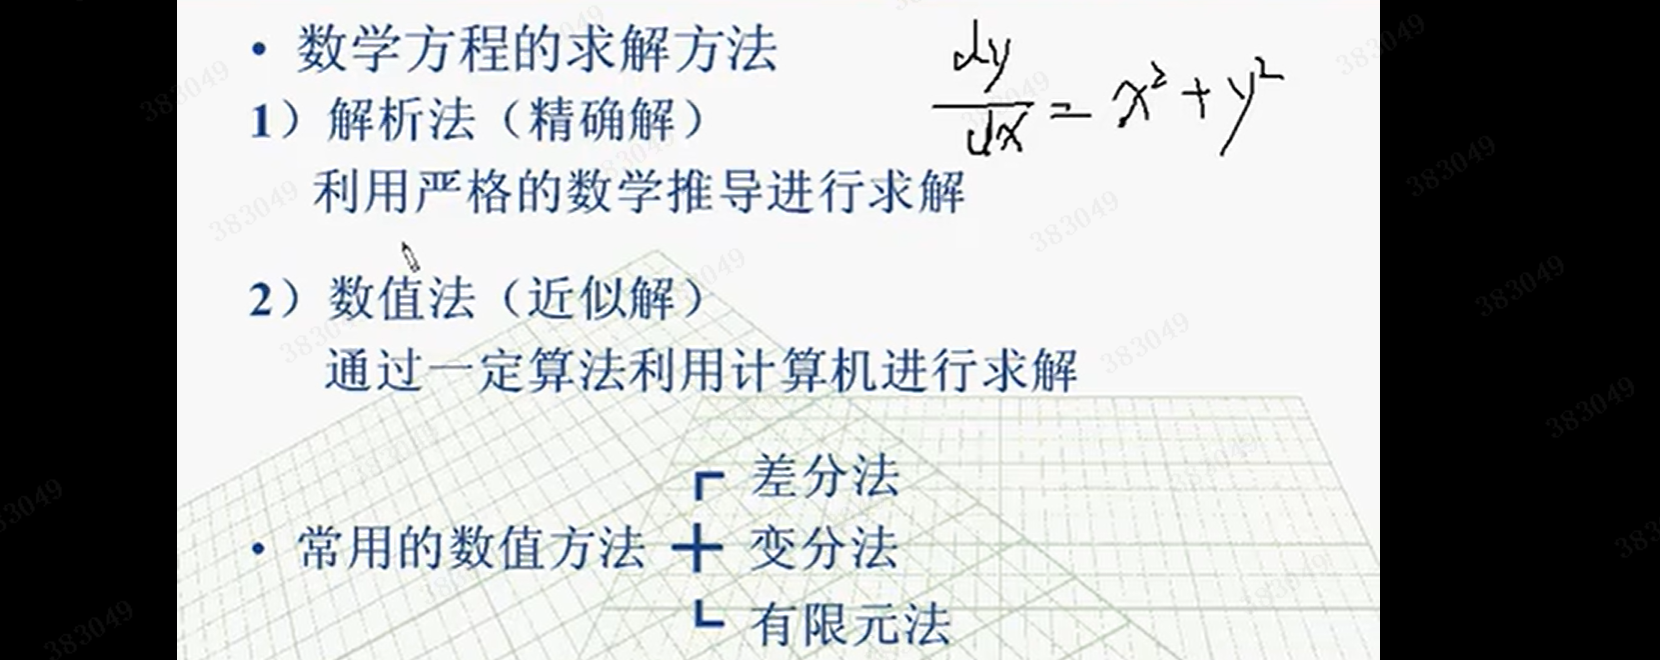 • 数学方程的求解方法
dy/dx = x² + y²
1）解析法（精确解）
利用严格的数学推导进行求解
2）数值法（近似解）
通过一定算法利用计算机进行求解
差分法
• 常用的数值方法 变分法
有限元法
383049